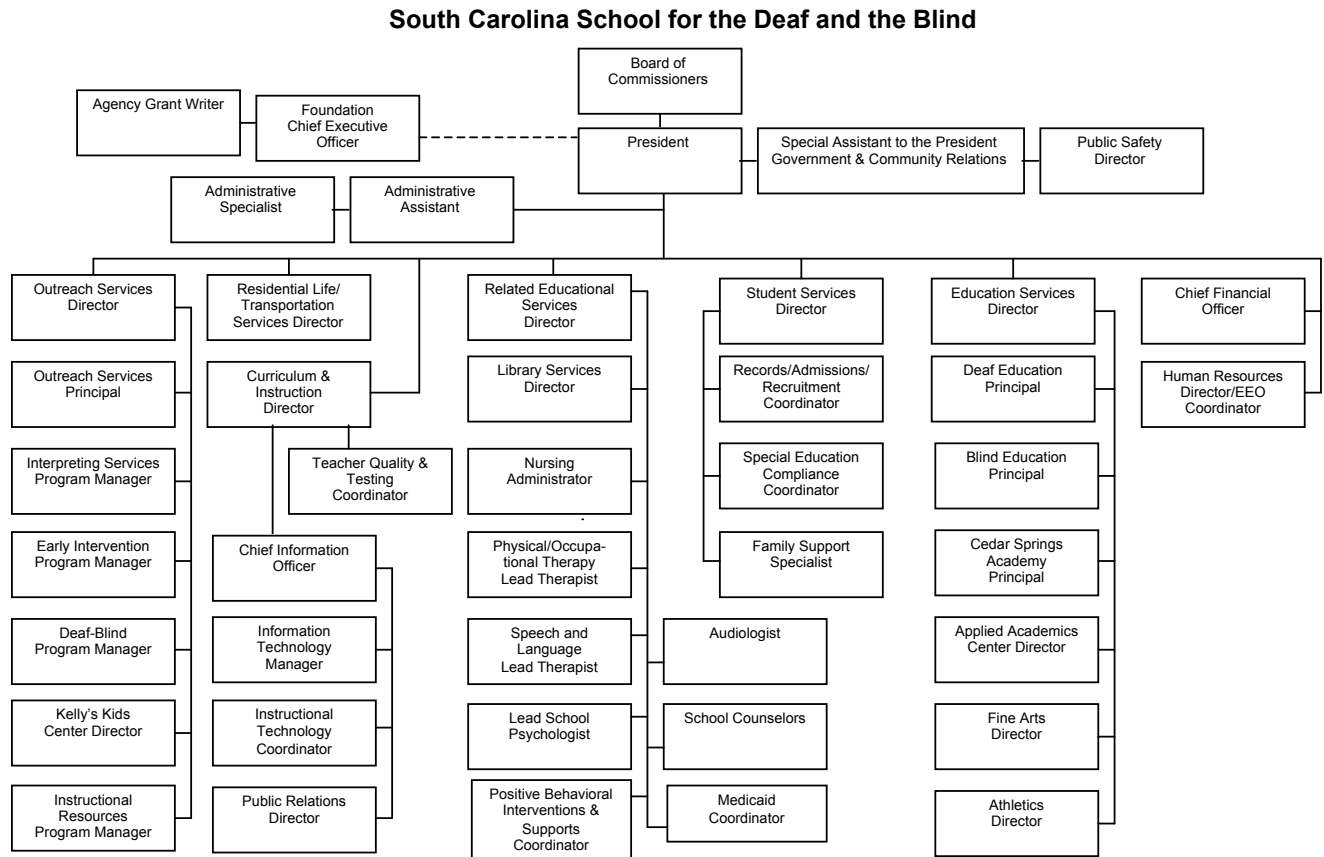 South Carolina School for the Deaf and the Blind
Board of
Commissioners
Agency Grant Writer
Foundation
Chief Executive
Officer
President
Special Assistant to the President
Government & Community Relations
Public Safety
Director
Administrative
Specialist
Administrative
Assistant
Outreach Services
Director
Residential Life/
Transportation
Services Director
Related Educational
Services
Director
Student Services
Director
Education Services
Director
Chief Financial
Officer
Outreach Services
Principal
Curriculum &
Instruction
Director
Library Services
Director
Records/Admissions/
Recruitment
Coordinator
Deaf Education
Principal
Human Resources
Director/EEO
Coordinator
Interpreting Services
Program Manager
Teacher Quality &
Testing
Coordinator
Nursing
Administrator
Special Education
Compliance
Coordinator
Blind Education
Principal
Early Intervention
Program Manager
Chief Information
Officer
Physical/Occupa-
tional Therapy
Lead Therapist
Family Support
Specialist
Cedar Springs
Academy
Principal
Deaf-Blind
Program Manager
Information
Technology
Manager
Speech and
Language
Lead Therapist
Audiologist
Applied Academics
Center Director
Kelly's Kids
Center Director
Instructional
Technology
Coordinator
Lead School
Psychologist
School Counselors
Fine Arts
Director
Instructional
Resources
Program Manager
Public Relations
Director
Positive Behavioral
Interventions &
Supports
Coordinator
Medicaid
Coordinator
Athletics
Director